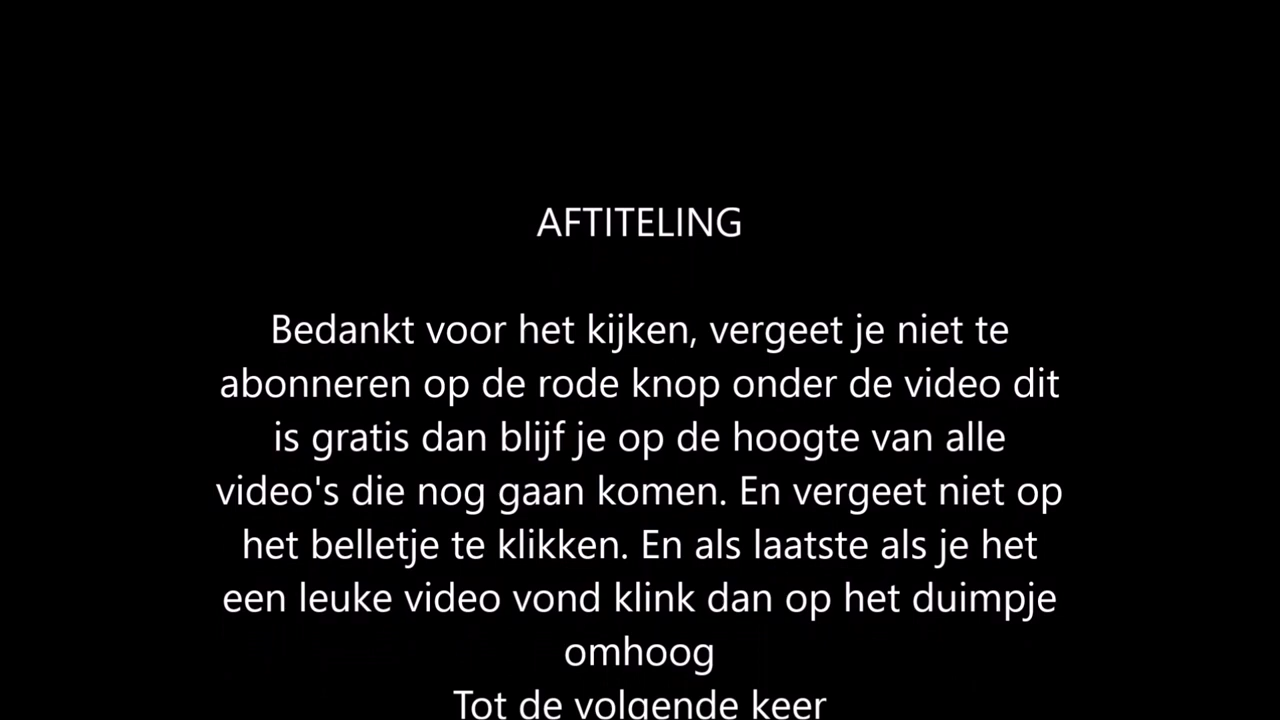 AFTITELING
Bedankt voor het kijken, vergeet je niet te
abonneren op de rode knop onder de video dit
is gratis dan blijf je op de hoogte van alle
video's die nog gaan komen. En vergeet niet op
het belletje te klikken. En als laatste als je het
een leuke video vond klink dan op het duimpje
omhoog
Tot de volgende keer